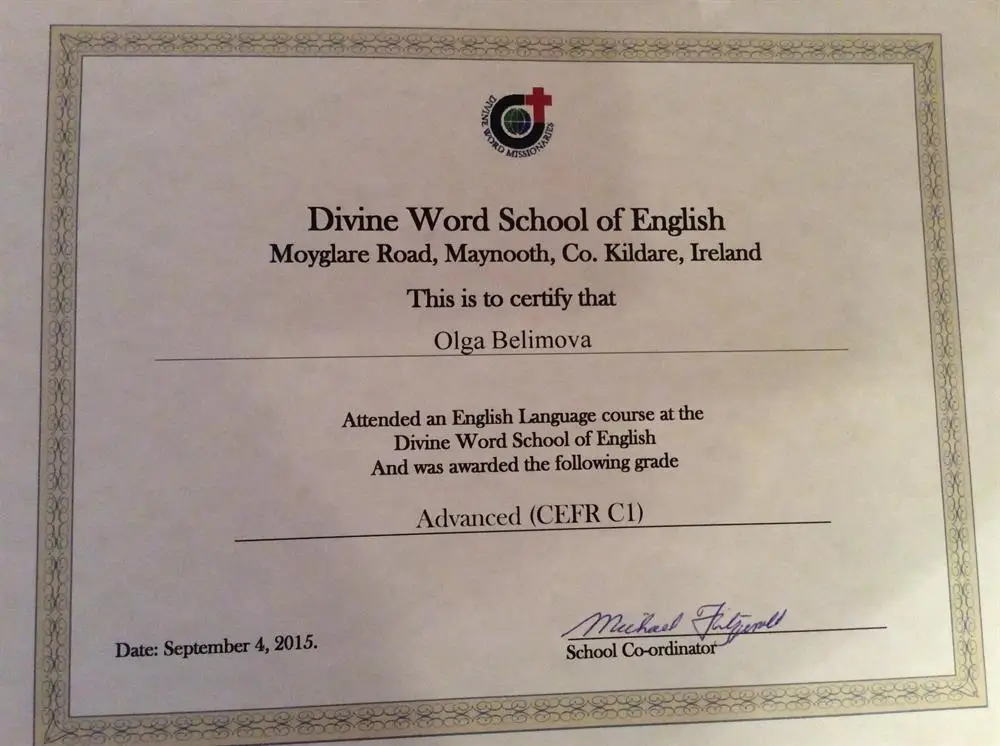 DIVINE WORD MISSIONARIES
Divine Word School of English
Moyglare Road, Maynooth, Co. Kildare, Ireland
This is to certify that
Olga Belimova
Attended an English Language course at the
Divine Word School of English
And was awarded the following grade
Advanced (CEFR C1)
Michael Fitzgerald
Date: September 4, 2015.
School Co-ordinator